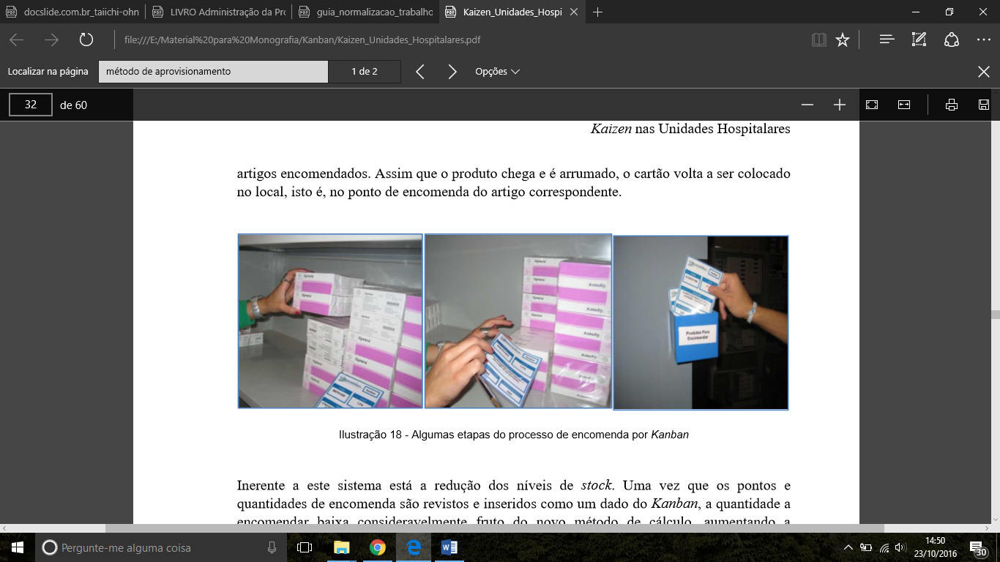 docslide.com.br_taiichi-ohn
LIVRO Administração da Pro
guia_normalizacao_trabalho
Kaizen_Unidades_Hospi
file:///E:/Material%20para%20Monografia/Kanban/Kaizen_Unidades_Hospitalares.pdf
Localizar na página
método de aprovisionamento
1 de 2
Opções
32
de 60
Kaizen nas Unidades Hospitalares
artigos encomendados. Assim que o produto chega e é arrumado, o cartão volta a ser colocado
no local, isto é, no ponto de encomenda do artigo correspondente.
Gynera
Gynera
Gynera
Produtos Para
Encomendar
Ilustração 18 - Algumas etapas do processo de encomenda por Kanban
Inerente a este sistema está a redução dos níveis de stock. Uma vez que os pontos e
quantidades de encomenda são revistos e inseridos como um dado do Kanban, a quantidade a
encomendar baixa consideravelmente fruto do novo método de cálculo, aumentando a
Pergunte-me alguma coisa
14:50
23/10/2016
30